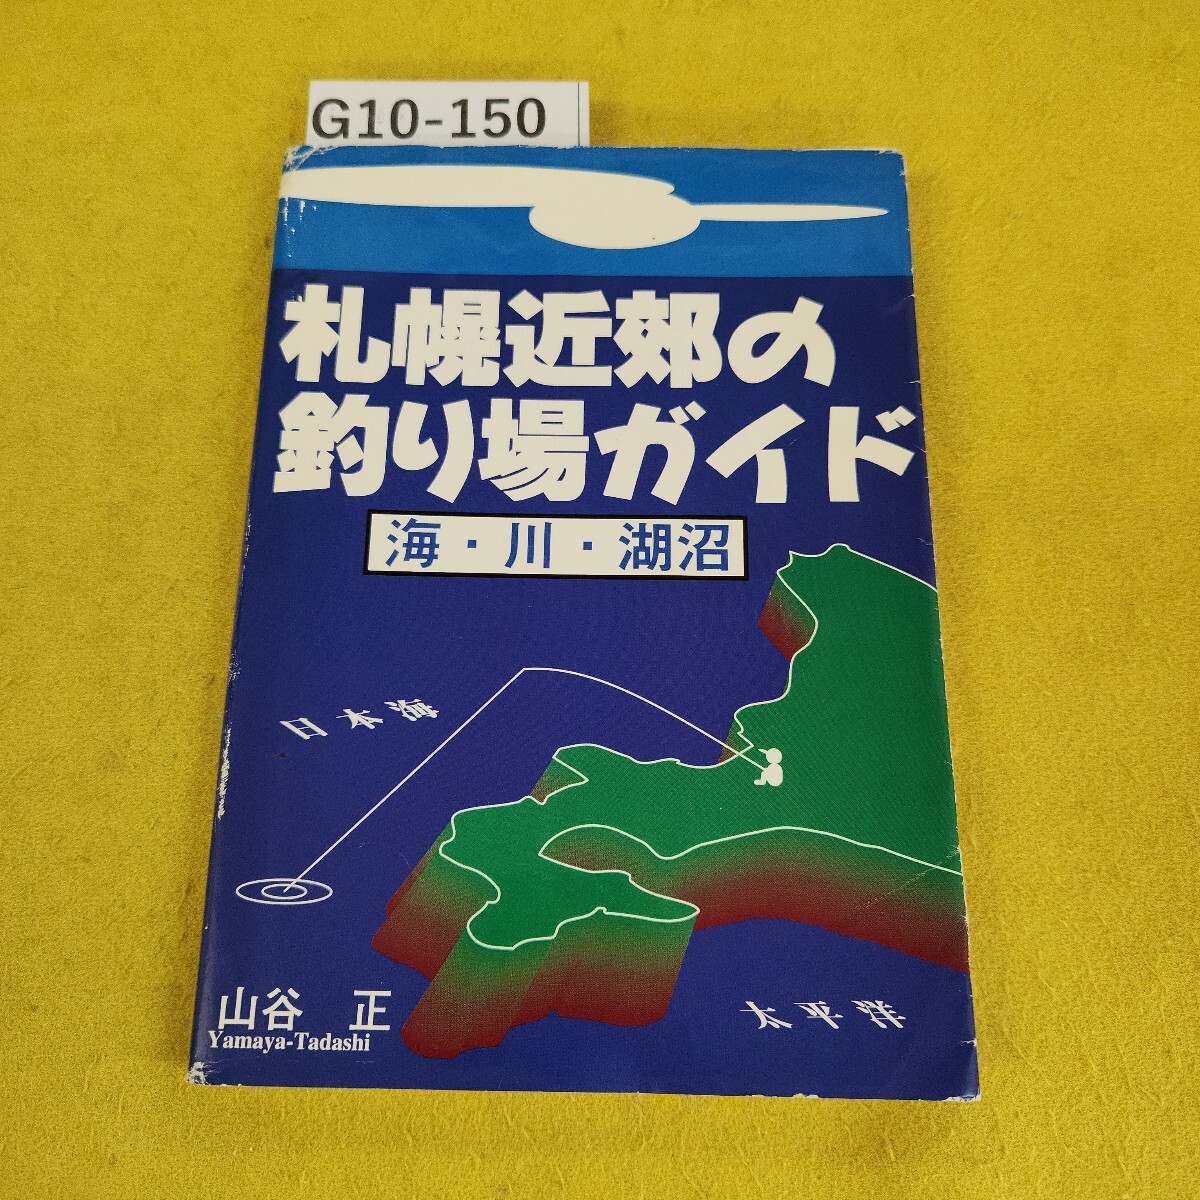 G10-150
札幌近郊の
釣り場ガイド
海・川・湖沼
日本海
太平洋
山谷 正
Yamaya-Tadashi